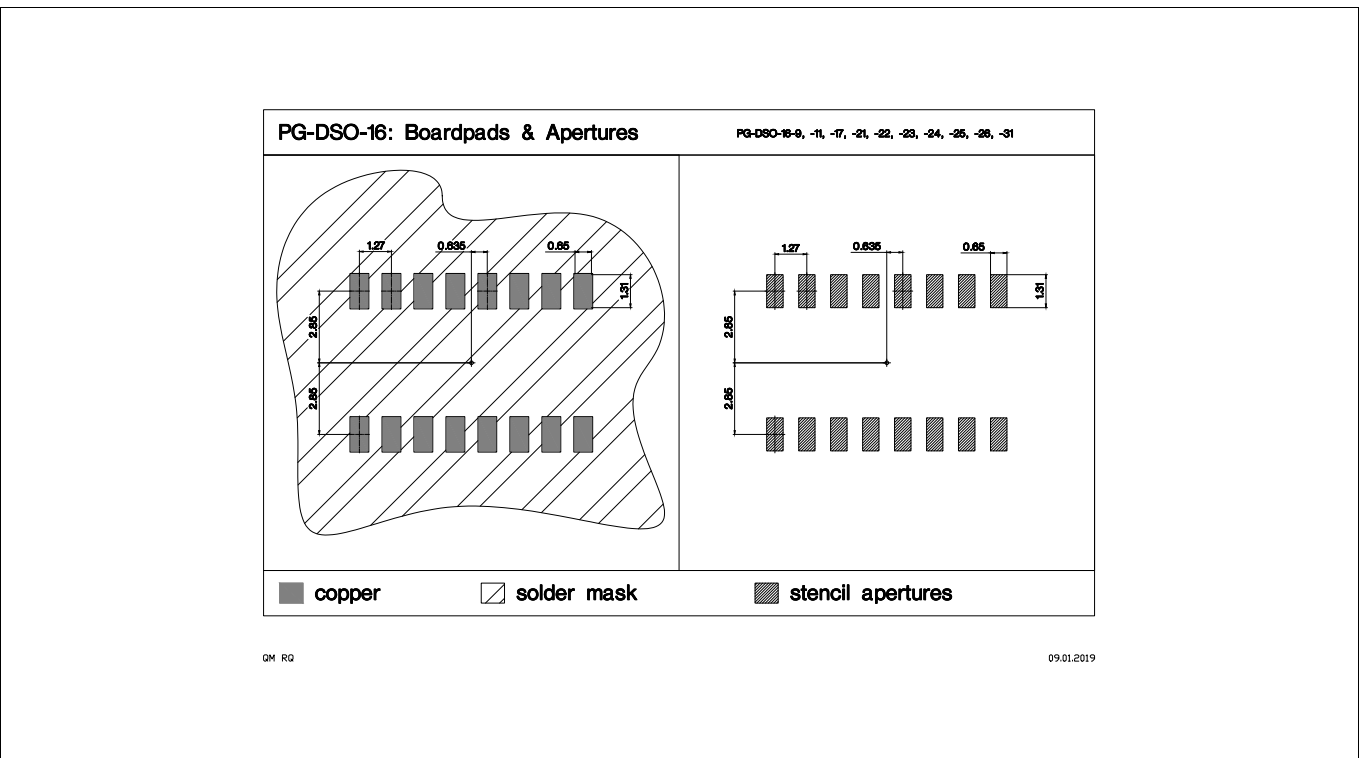 PG-DSO-16: Boardpads & Apertures
PG-DSO-16-9, -11, -17, -21, -22, -23, -24, -25, -26, -31
1.27
0.635
0.65
1.31
2.85
2.85
1.27
0.635
0.65
1.31
2.85
2.85
copper
solder mask
stencil apertures
QM RQ
09.01.2019